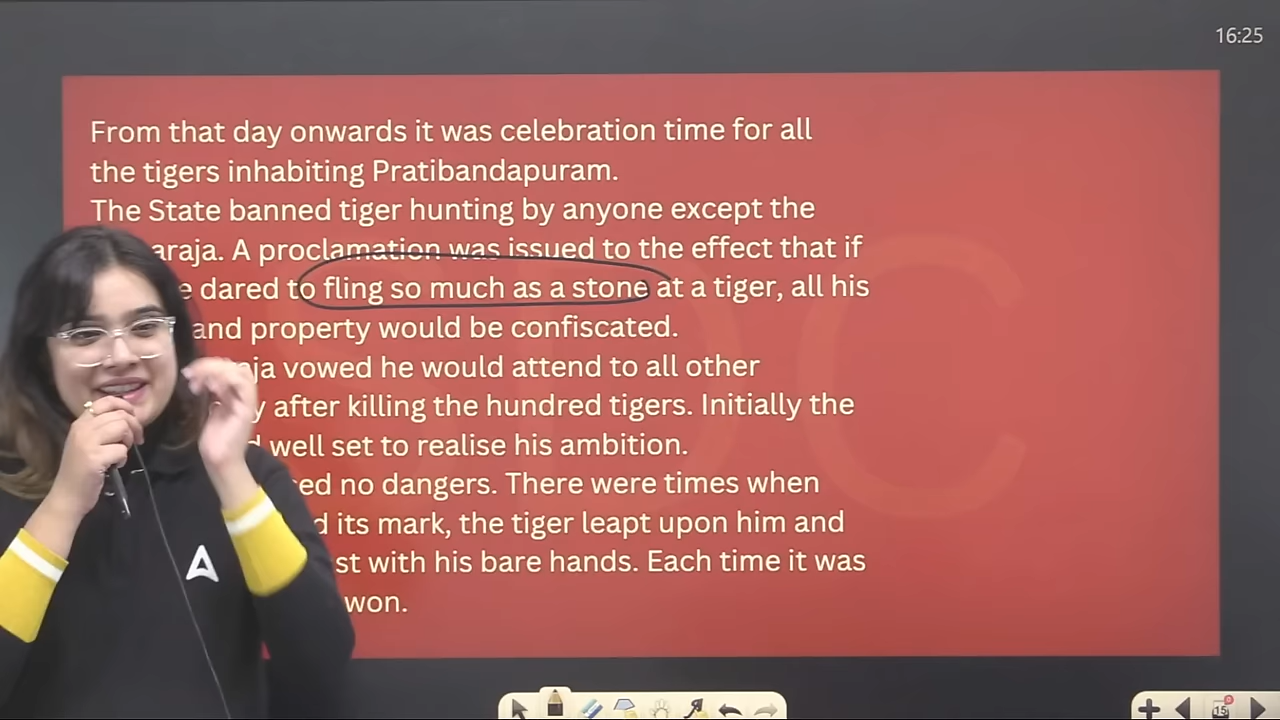 16:25
From that day onwards it was celebration time for all
the tigers inhabiting Pratibandapuram.
The State banned tiger hunting by anyone except the
araja. A proclamation was issued to the effect that if
e dared to fling so much as a stone at a tiger, all his
and property would be confiscated.
ja vowed he would attend to all other
y after killing the hundred tigers. Initially the
d well set to realise his ambition.
ed no dangers. There were times when
d its mark, the tiger leapt upon him and
st with his bare hands. Each time it was
won.
15